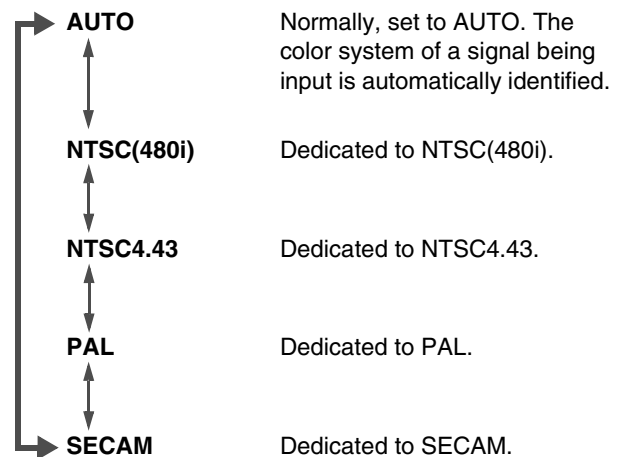 AUTO Normally, set to AUTO. The
color system of a signal being
input is automatically identified.
NTSC(480i) Dedicated to NTSC(480i).
NTSC4.43 Dedicated to NTSC4.43.
PAL Dedicated to PAL.
SECAM Dedicated to SECAM.